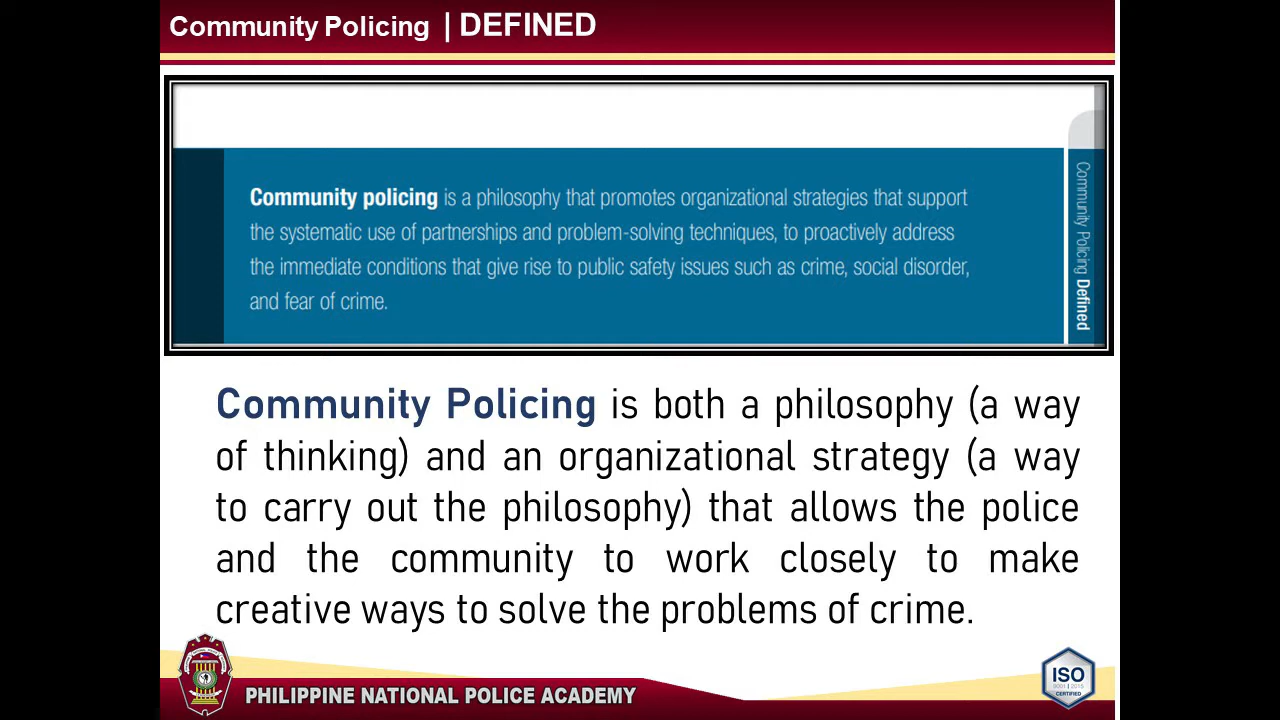 Community Policing | DEFINED
Community policing is a philosophy that promotes organizational strategies that support
the systematic use of partnerships and problem-solving techniques, to proactively address
the immediate conditions that give rise to public safety issues such as crime, social disorder,
and fear of crime.
Community Policing Defined
Community Policing is both a philosophy (a way
of thinking) and an organizational strategy (a way
to carry out the philosophy) that allows the police
and the community to work closely to make
creative ways to solve the problems of crime.
PHILIPPINE NATIONAL POLICE ACADEMY
ISO
9001 | 2015
CERTIFIED